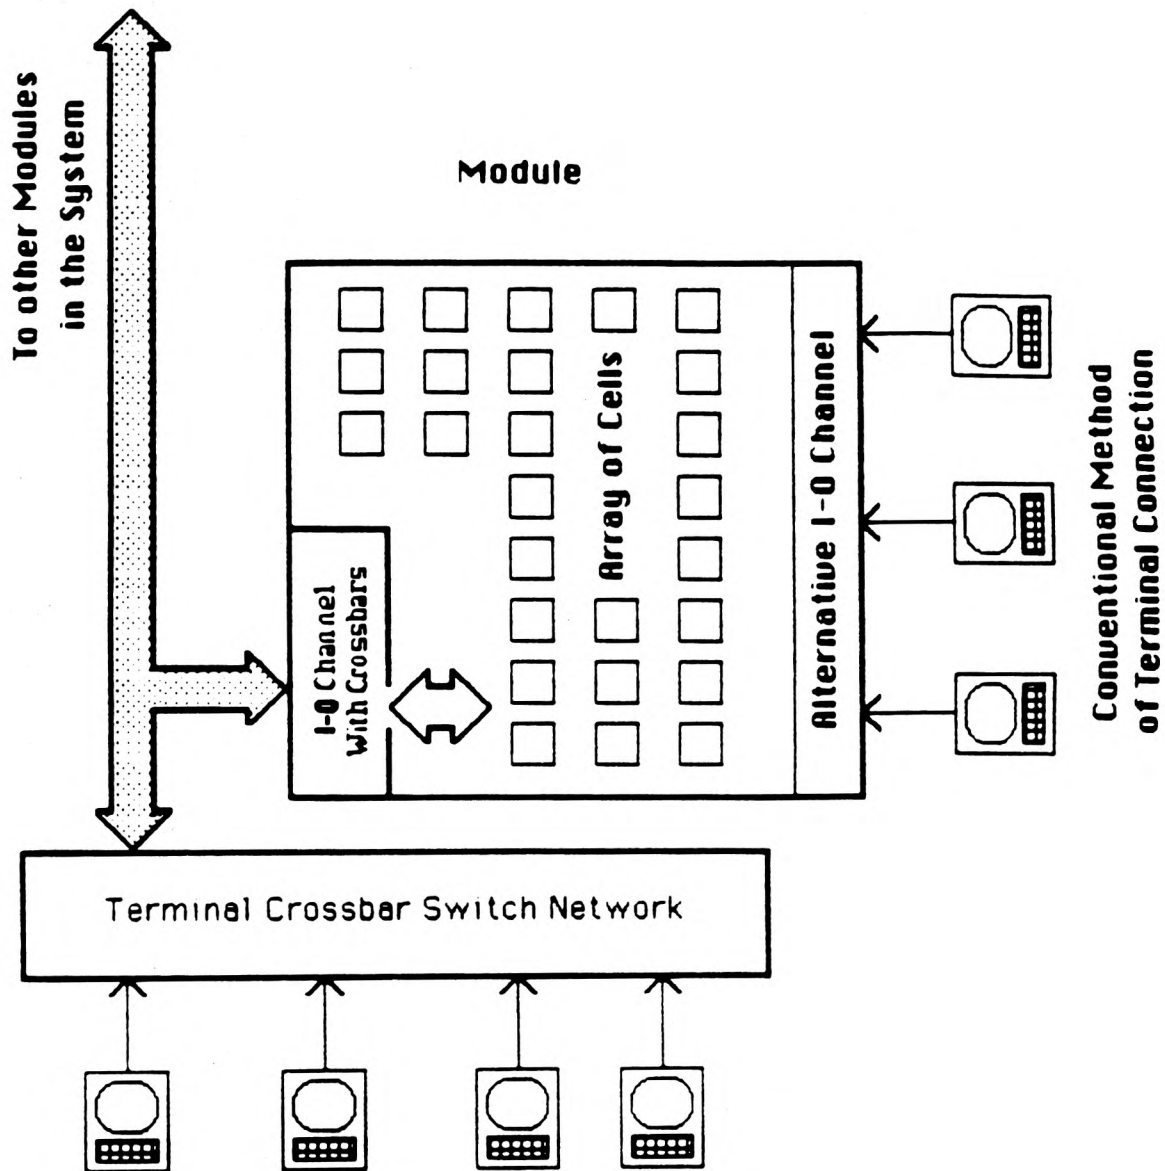 To other Modules
in the System
Module
I-O Channel
With Crossbars
Array of Cells
Alternative I-O Channel
Conventional Method
of Terminal Connection
Terminal Crossbar Switch Network